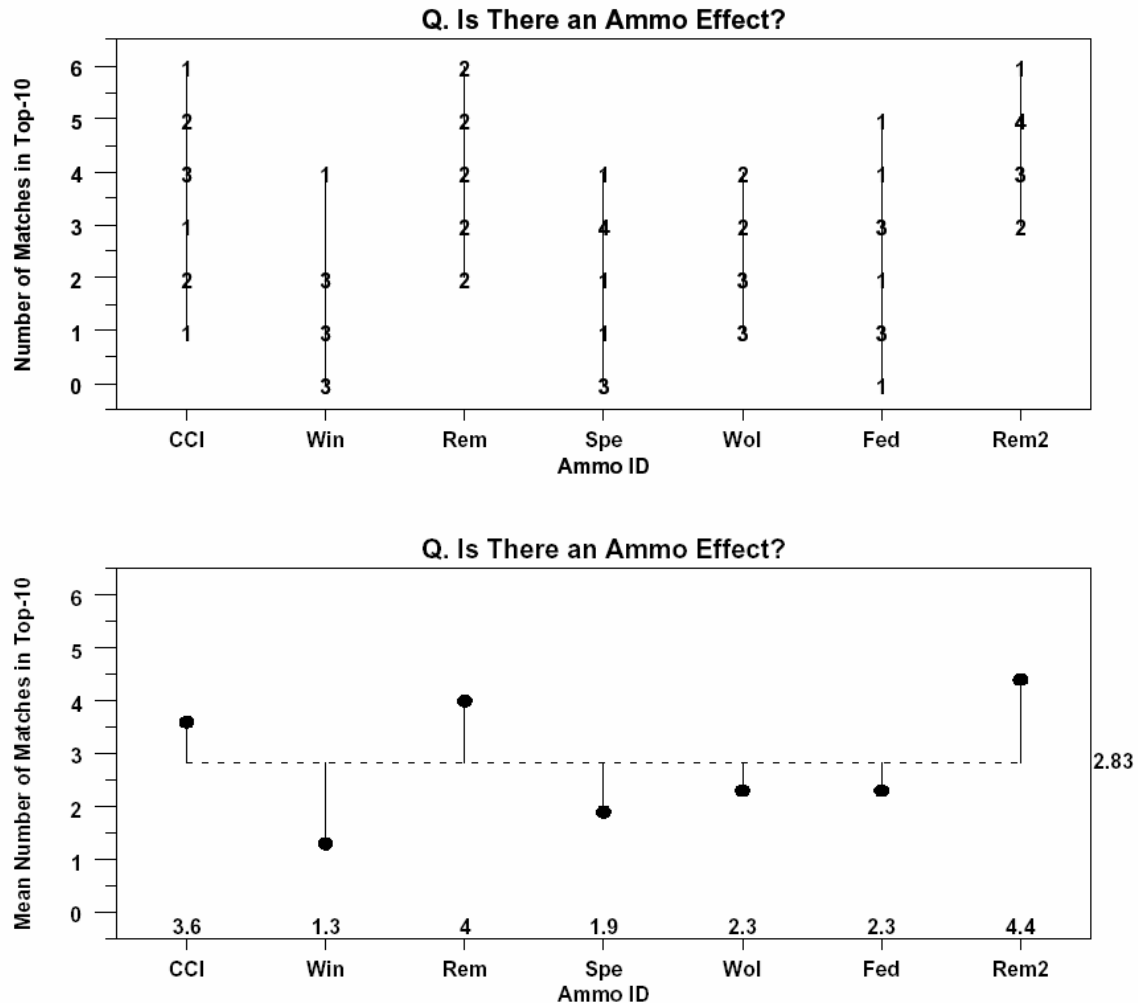 Q. Is There an Ammo Effect?
Number of Matches in Top-10
6 1 2 1
5 2 2 1 4
4 3 1 2 1 2 1 3
3 1 2 4 2 3 2
2 2 3 2 1 3 1
1 1 3 1 3 3
0 3 3 1
CCI Win Rem Spe Wol Fed Rem2
Ammo ID
Q. Is There an Ammo Effect?
Mean Number of Matches in Top-10
6
5
4
3
2.83
2
1
0
3.6 1.3 4 1.9 2.3 2.3 4.4
CCI Win Rem Spe Wol Fed Rem2
Ammo ID